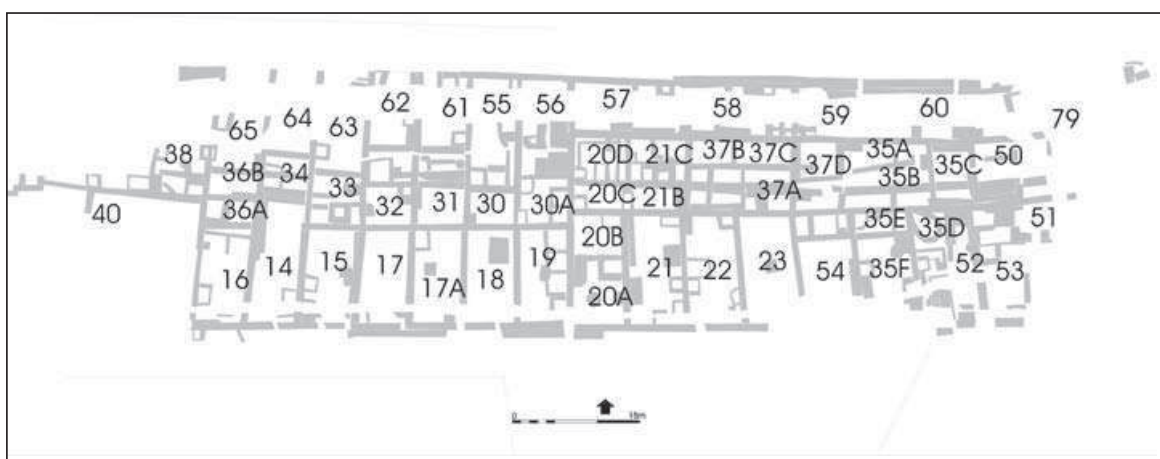 62 61 55 56 57 58 59 60 79
65 64 63
38 36B 34 33 20D 21C 37B 37C 37D 35A 35B 35C 50
40 36A 32 31 30 30A 20C 21B 37A 35E 35D 51
16 14 15 17 17A 18 19 20B 20A 21 22 23 54 35F 52 53
0 15m